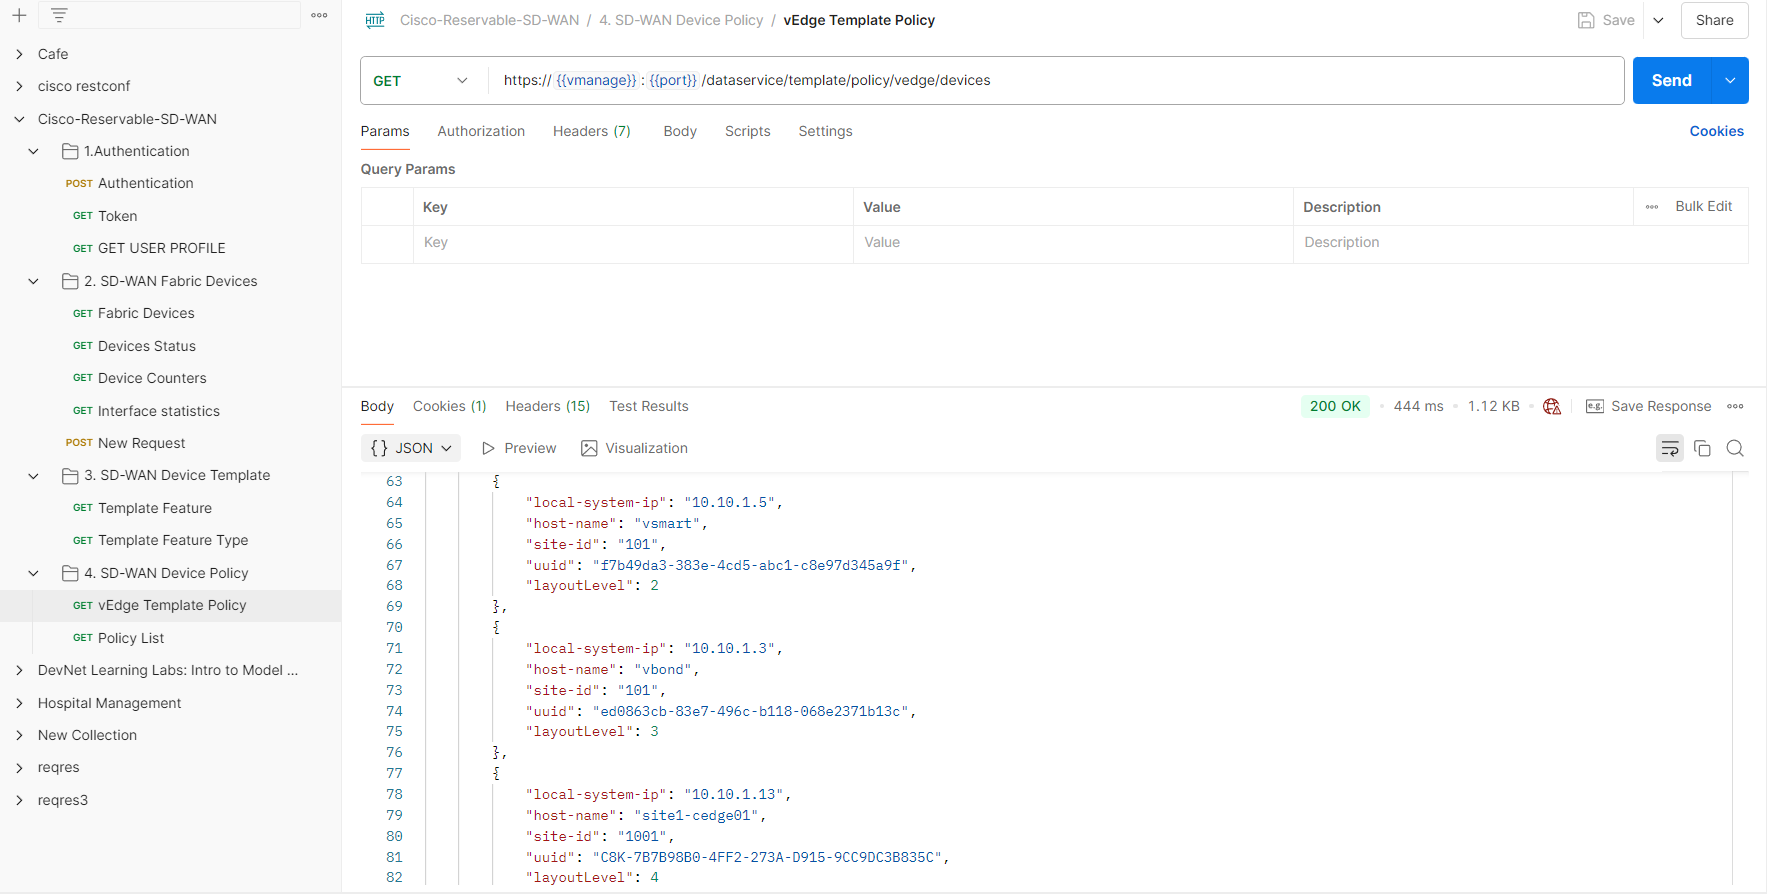 Cafe
cisco restconf
Cisco-Reservable-SD-WAN
1.Authentication
POST Authentication
GET Token
GET GET USER PROFILE
2. SD-WAN Fabric Devices
GET Fabric Devices
GET Devices Status
GET Device Counters
GET Interface statistics
POST New Request
3. SD-WAN Device Template
GET Template Feature
GET Template Feature Type
4. SD-WAN Device Policy
GET vEdge Template Policy
GET Policy List
DevNet Learning Labs: Intro to Model ...
Hospital Management
New Collection
reqres
reqres3
HTTP Cisco-Reservable-SD-WAN / 4. SD-WAN Device Policy / vEdge Template Policy Save Share
GET https:// {{vmanage}} : {{port}} /dataservice/template/policy/vedge/devices Send
Params Authorization Headers (7) Body Scripts Settings Cookies
Query Params
Key Value Description Bulk Edit
Key Value Description
Body Cookies (1) Headers (15) Test Results 200 OK 444 ms 1.12 KB e.g. Save Response
{} JSON Preview Visualization
63 {
64 "local-system-ip": "10.10.1.5",
65 "host-name": "vsmart",
66 "site-id": "101",
67 "uuid": "f7b49da3-383e-4cd5-abc1-c8e97d345a9f",
68 "layoutLevel": 2
69 },
70 {
71 "local-system-ip": "10.10.1.3",
72 "host-name": "vbond",
73 "site-id": "101",
74 "uuid": "ed0863cb-83e7-496c-b118-068e2371b13c",
75 "layoutLevel": 3
76 },
77 {
78 "local-system-ip": "10.10.1.13",
79 "host-name": "site1-cedge01",
80 "site-id": "1001",
81 "uuid": "C8K-7B7B98B0-4FF2-273A-D915-9CC9DC3B835C",
82 "layoutLevel": 4